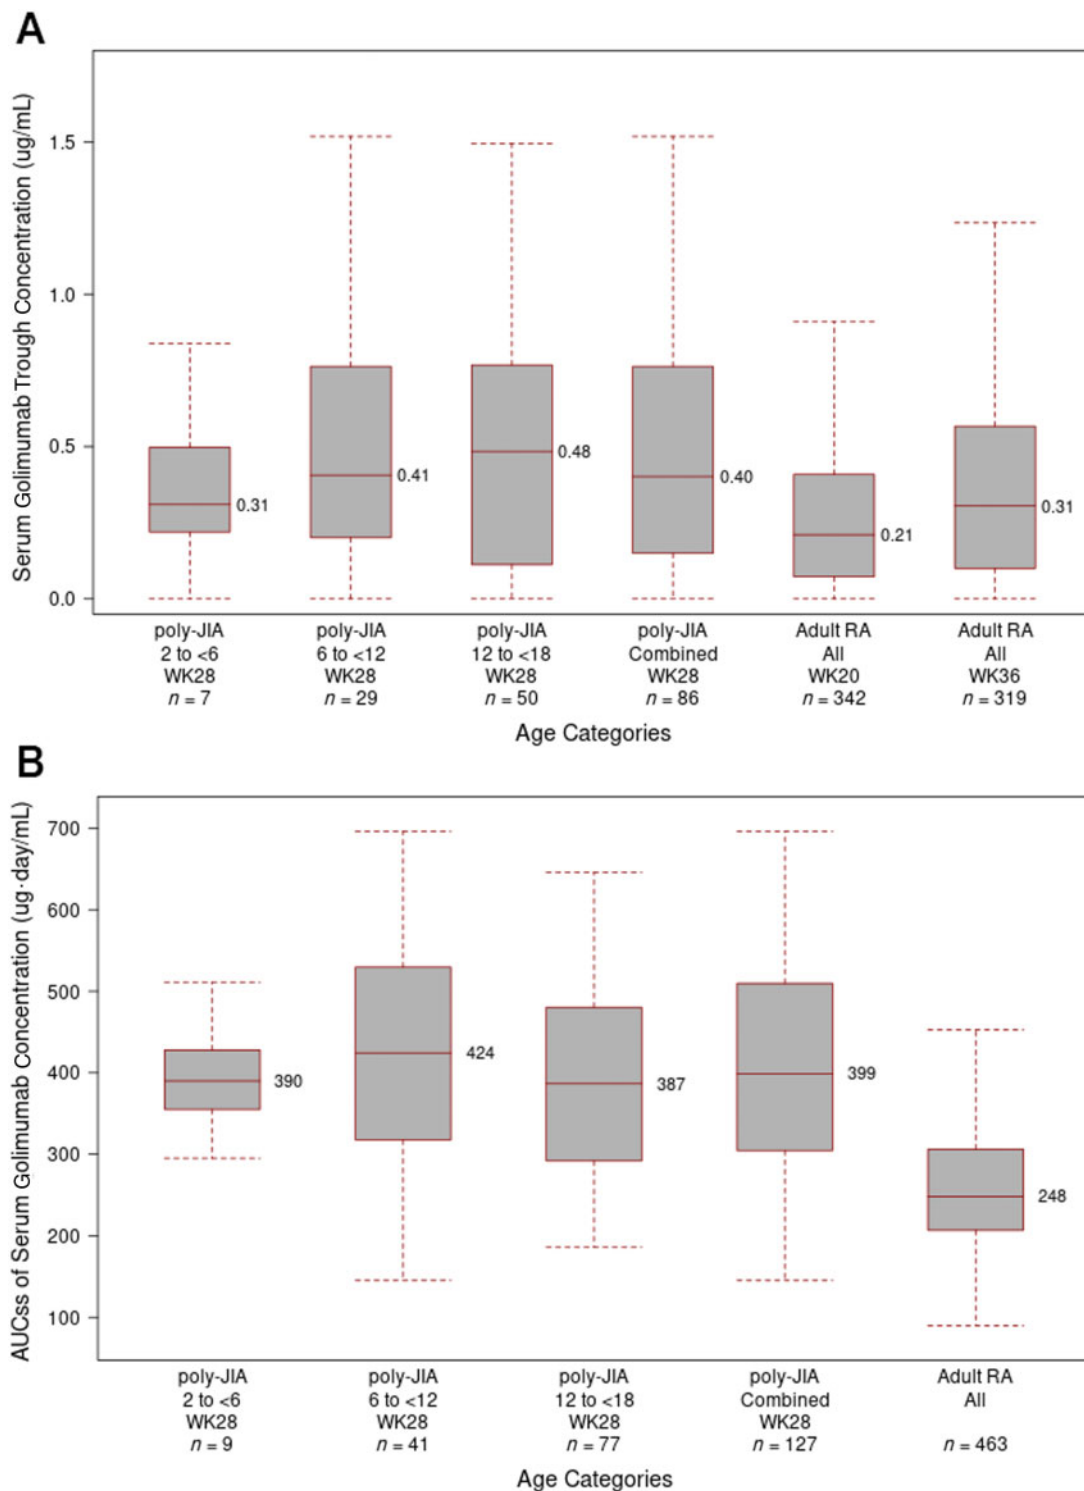 A
Serum Golimumab Trough Concentration (ug/mL)
1.5
1.0
0.5
0.0
0.31
0.41
0.48
0.40
0.21
0.31
poly-JIA
2 to <6
WK28
n = 7
poly-JIA
6 to <12
WK28
n = 29
poly-JIA
12 to <18
WK28
n = 50
poly-JIA
Combined
WK28
n = 86
Adult RA
All
WK20
n = 342
Adult RA
All
WK36
n = 319
Age Categories
B
AUCss of Serum Golimumab Concentration (ug·day/mL)
700
600
500
400
300
200
100
390
424
387
399
248
poly-JIA
2 to <6
WK28
n = 9
poly-JIA
6 to <12
WK28
n = 41
poly-JIA
12 to <18
WK28
n = 77
poly-JIA
Combined
WK28
n = 127
Adult RA
All
n = 463
Age Categories